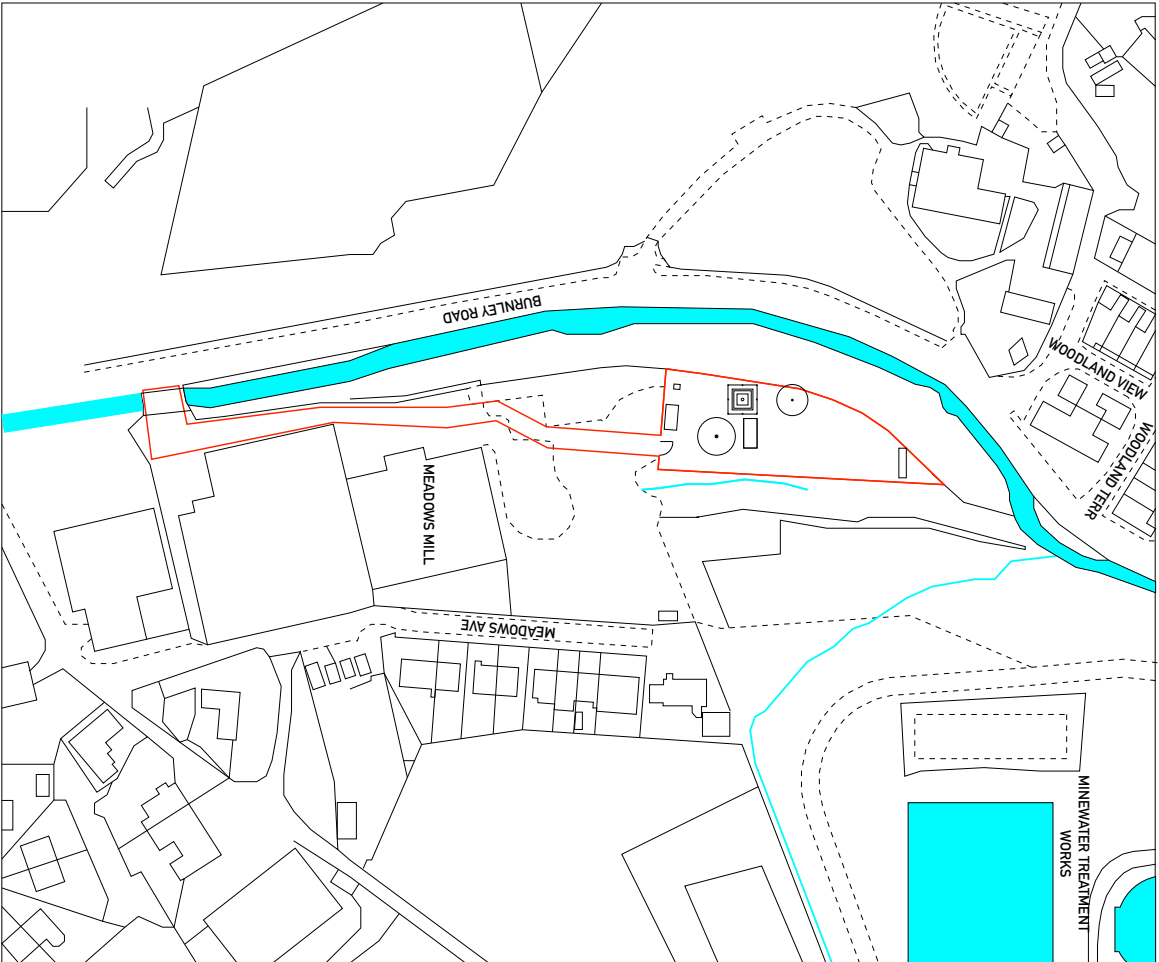 BURNLEY ROAD
WOODLAND VIEW
WOODLAND TERR
MEADOWS MILL
MEADOWS AVE
MINEWATER TREATMENT
WORKS